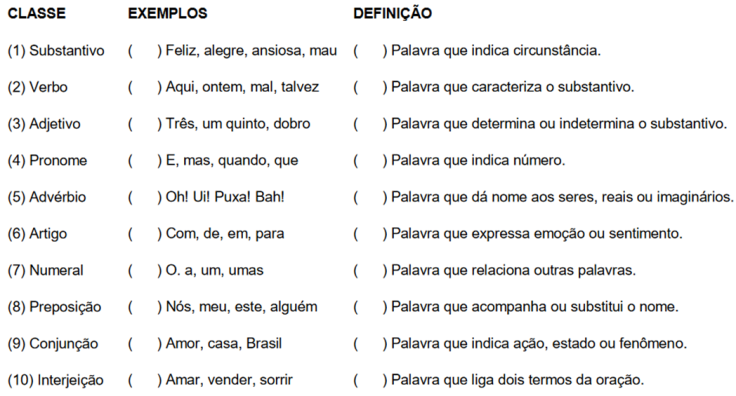 CLASSE EXEMPLOS DEFINIÇÃO
(1) Substantivo ( ) Feliz, alegre, ansiosa, mau ( ) Palavra que indica circunstância.
(2) Verbo ( ) Aqui, ontem, mal, talvez ( ) Palavra que caracteriza o substantivo.
(3) Adjetivo ( ) Três, um quinto, dobro ( ) Palavra que determina ou indetermina o substantivo.
(4) Pronome ( ) E, mas, quando, que ( ) Palavra que indica número.
(5) Advérbio ( ) Oh! Ui! Puxa! Bah! ( ) Palavra que dá nome aos seres, reais ou imaginários.
(6) Artigo ( ) Com, de, em, para ( ) Palavra que expressa emoção ou sentimento.
(7) Numeral ( ) O. a, um, umas ( ) Palavra que relaciona outras palavras.
(8) Preposição ( ) Nós, meu, este, alguém ( ) Palavra que acompanha ou substitui o nome.
(9) Conjunção ( ) Amor, casa, Brasil ( ) Palavra que indica ação, estado ou fenômeno.
(10) Interjeição ( ) Amar, vender, sorrir ( ) Palavra que liga dois termos da oração.